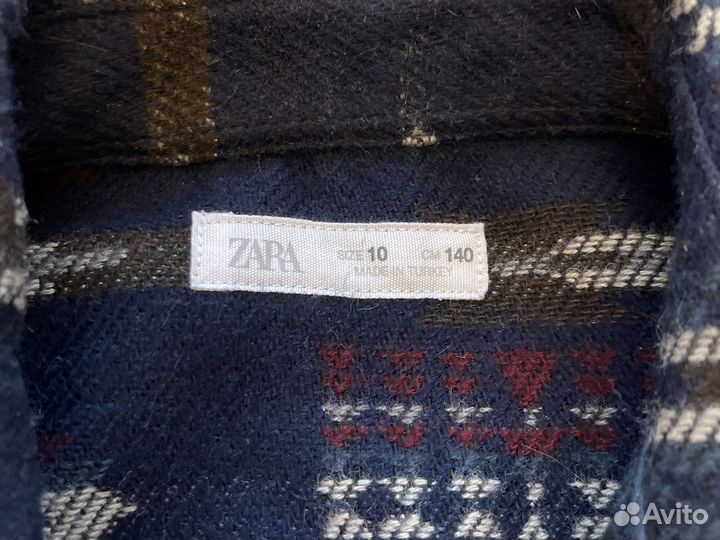 ZARA
SIZE 10 CM 140
MADE IN TURKEY
Avito